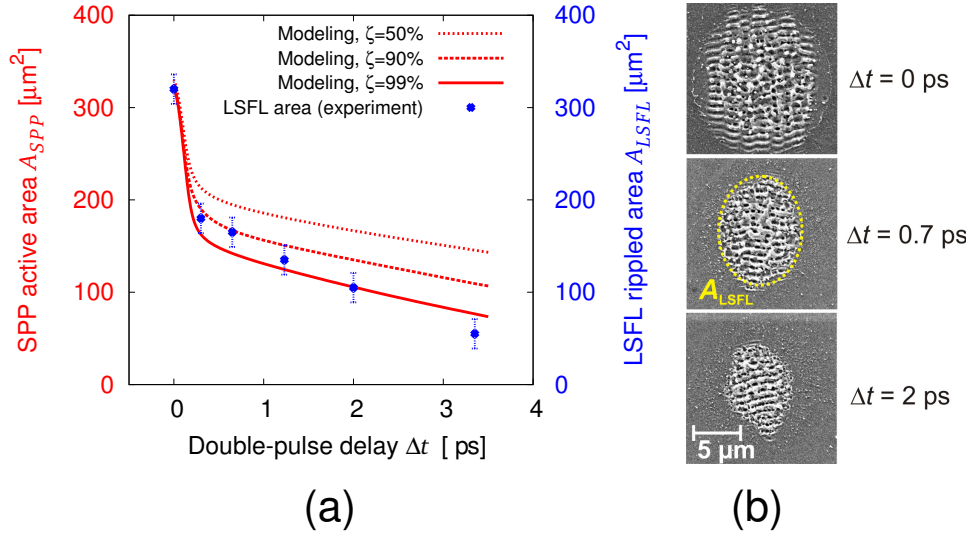 SPP active area A_SPP [μm²]
400
300
200
100
0
Modeling, ζ=50%
Modeling, ζ=90%
Modeling, ζ=99%
LSFL area (experiment)
0
1
2
3
4
Double-pulse delay Δt [ ps]
400
300
200
100
0
LSFL rippled area A_LSFL [μm²]
(a)
Δt = 0 ps
A_LSFL
Δt = 0.7 ps
5 μm
Δt = 2 ps
(b)